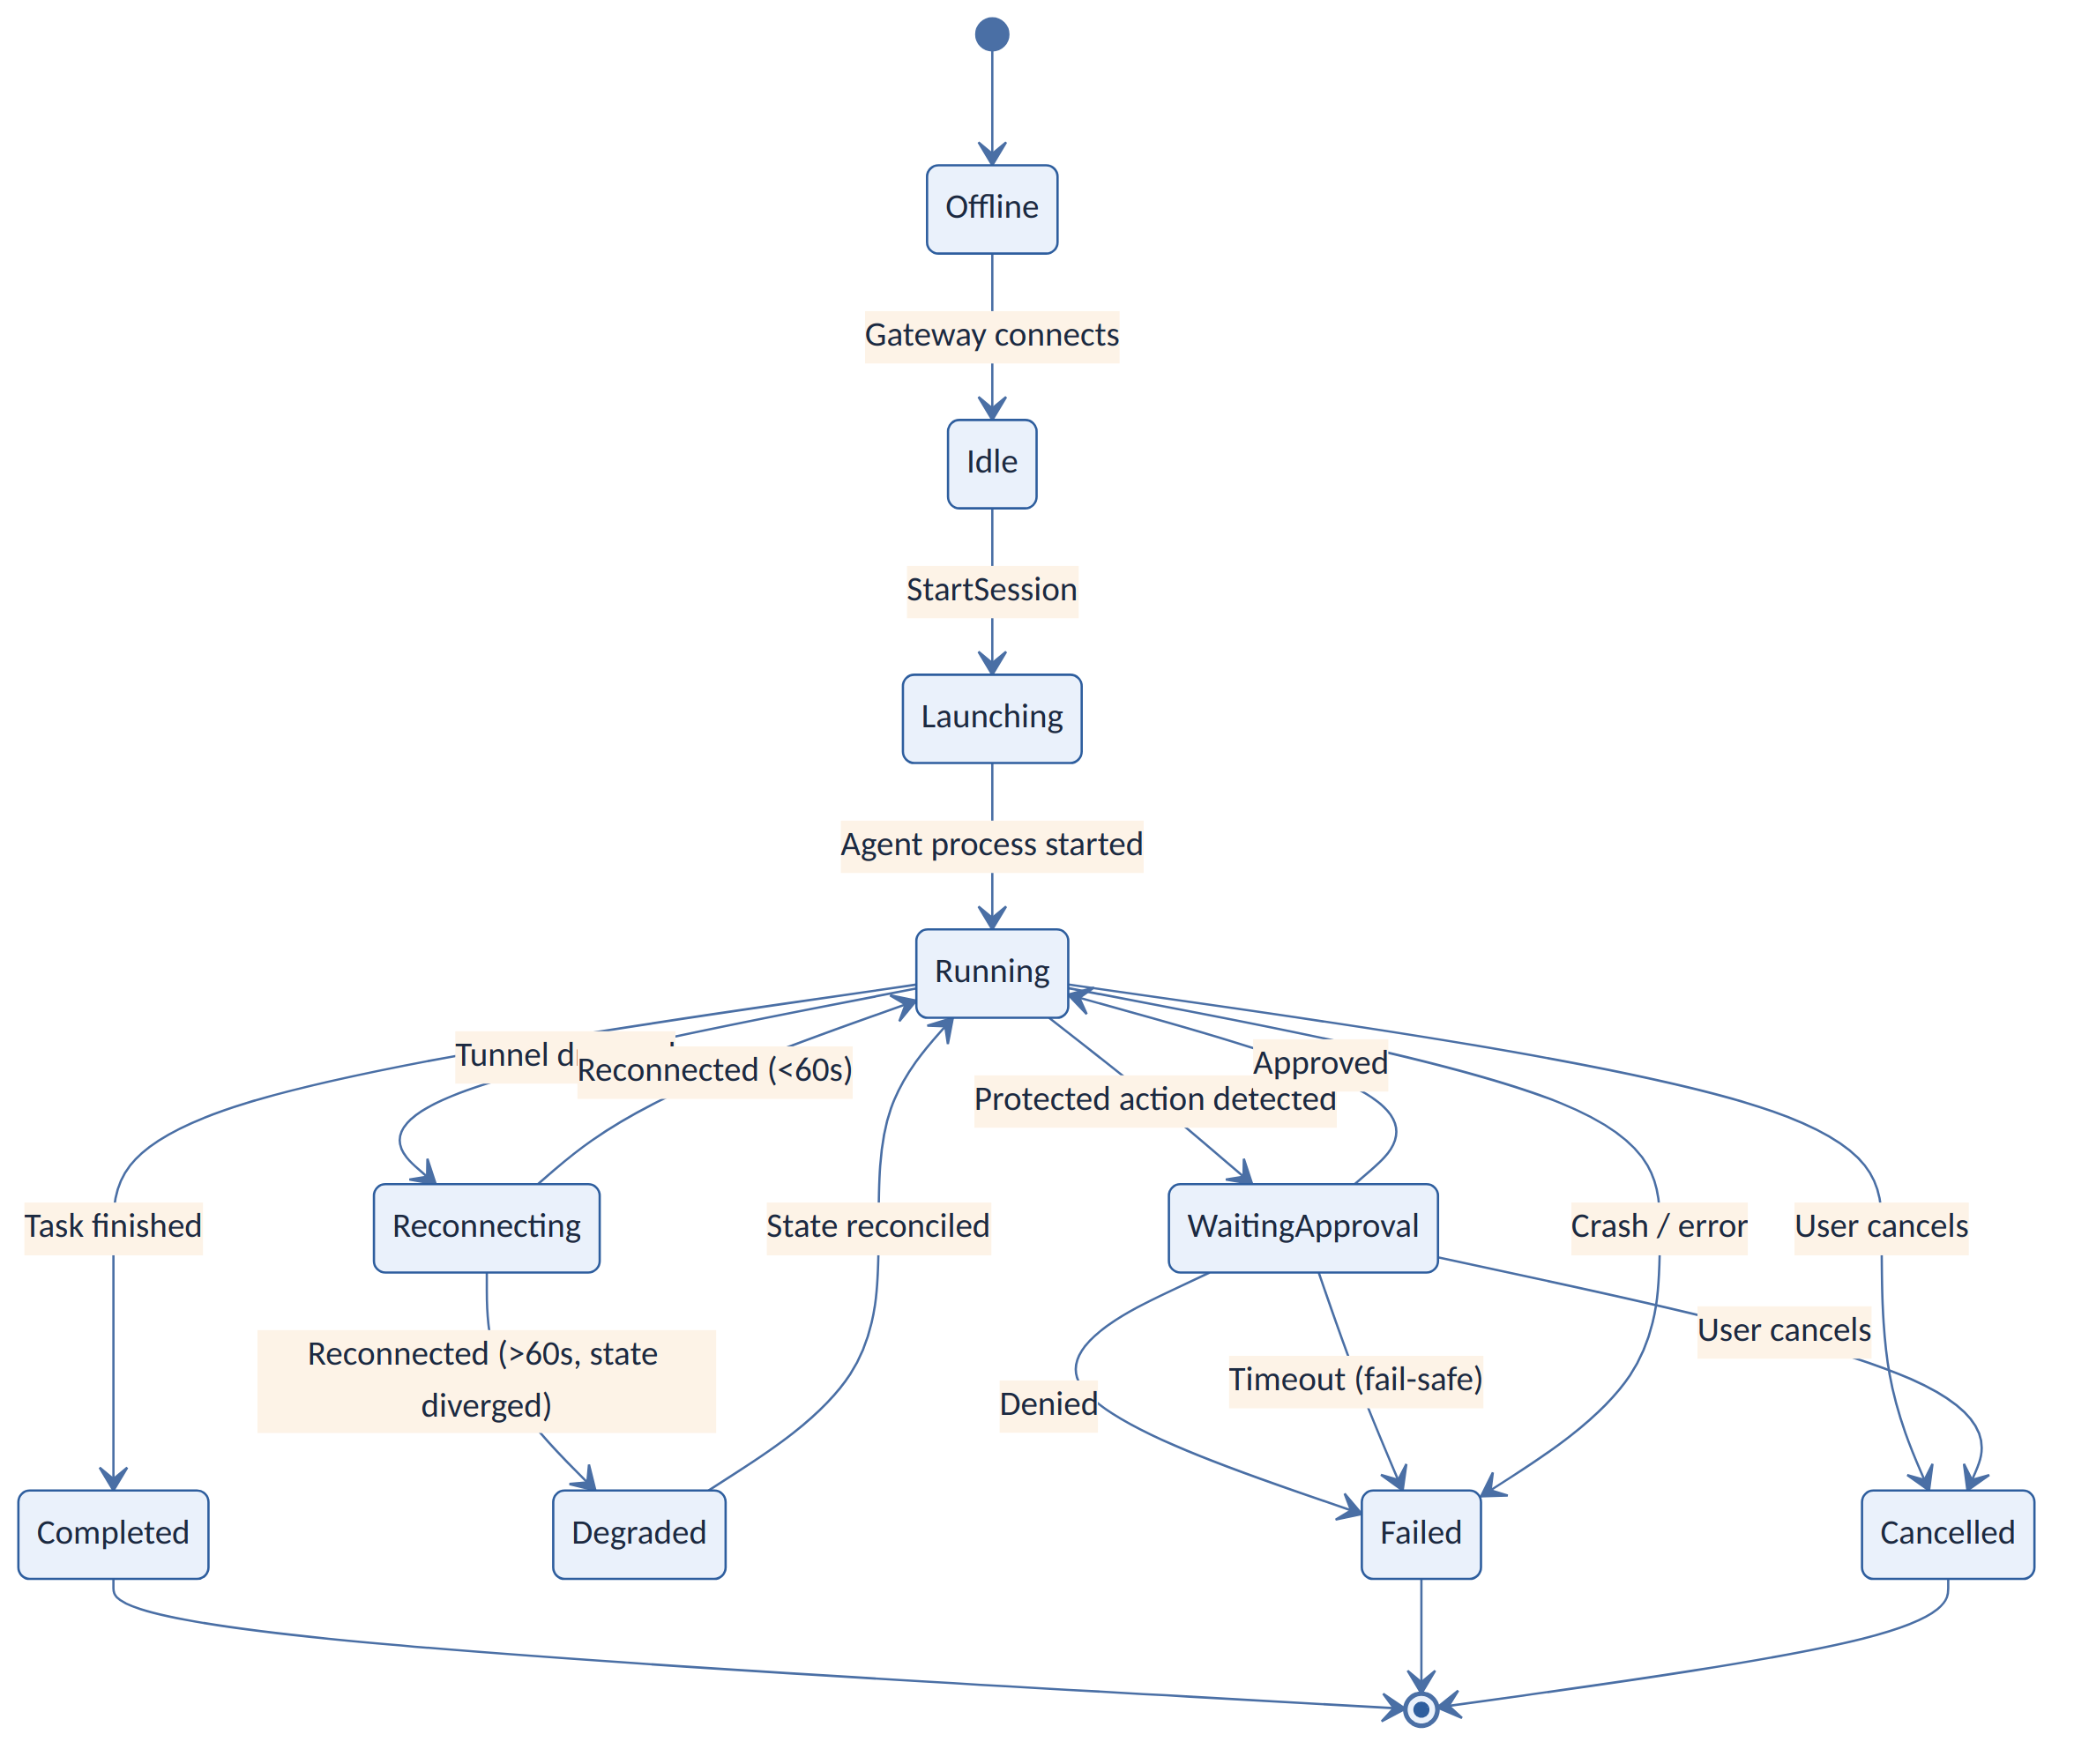 Offline
Gateway connects
Idle
StartSession
Launching
Agent process started
Running
Tunnel
Reconnected (<60s)
Approved
Protected action detected
Task finished
Reconnecting
State reconciled
WaitingApproval
Crash / error
User cancels
User cancels
Reconnected (>60s, state
diverged)
Timeout (fail-safe)
Denied
Completed
Degraded
Failed
Cancelled